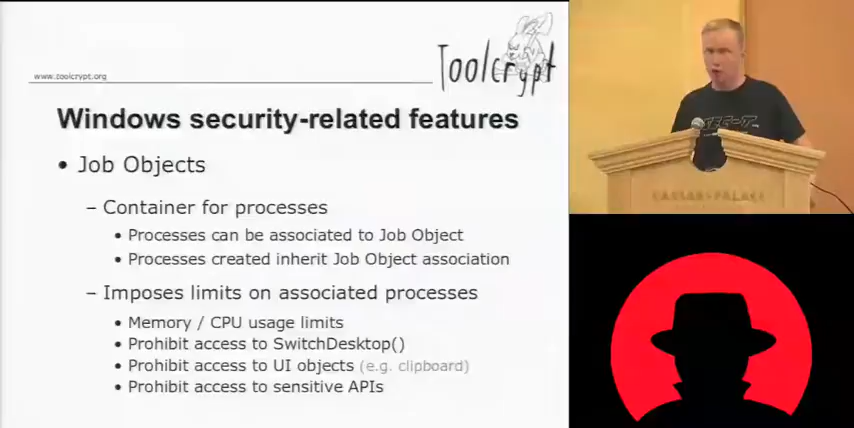 Toolcrypt
www.toolcrypt.org
Windows security-related features
• Job Objects
– Container for processes
• Processes can be associated to Job Object
• Processes created inherit Job Object association
– Imposes limits on associated processes
• Memory / CPU usage limits
• Prohibit access to SwitchDesktop()
• Prohibit access to UI objects (e.g. clipboard)
• Prohibit access to sensitive APIs
CAESARS PALACE